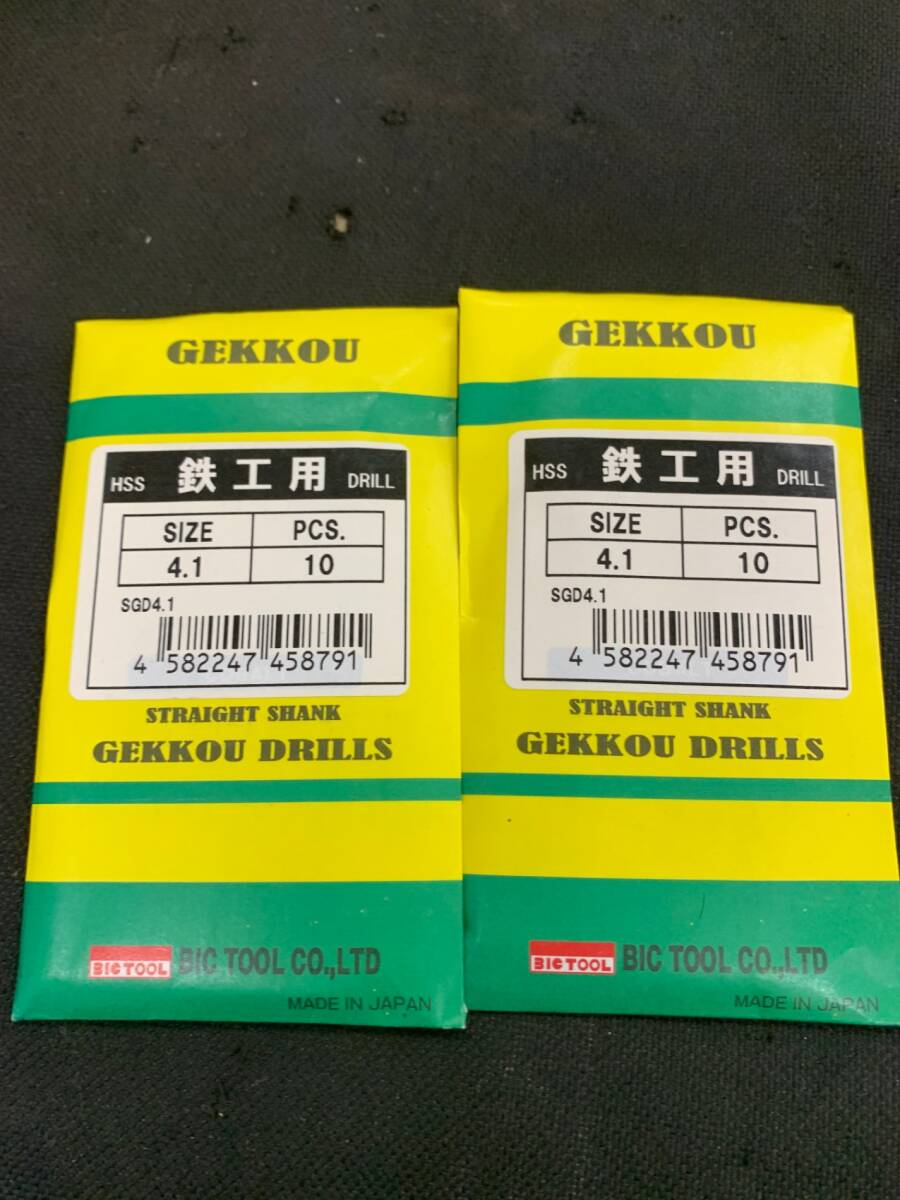 GEKKOU
HSS 鉄工用 DRILL
SIZE PCS.
4.1 10
SGD4.1
4 582247 458791
STRAIGHT SHANK
GEKKOU DRILLS
BIC TOOL BIC TOOL CO.,LTD
MADE IN JAPAN
GEKKOU
HSS 鉄工用 DRILL
SIZE PCS.
4.1 10
SGD4.1
4 582247 458791
STRAIGHT SHANK
GEKKOU DRILLS
BIC TOOL BIC TOOL CO.,LTD
MADE IN JAPAN